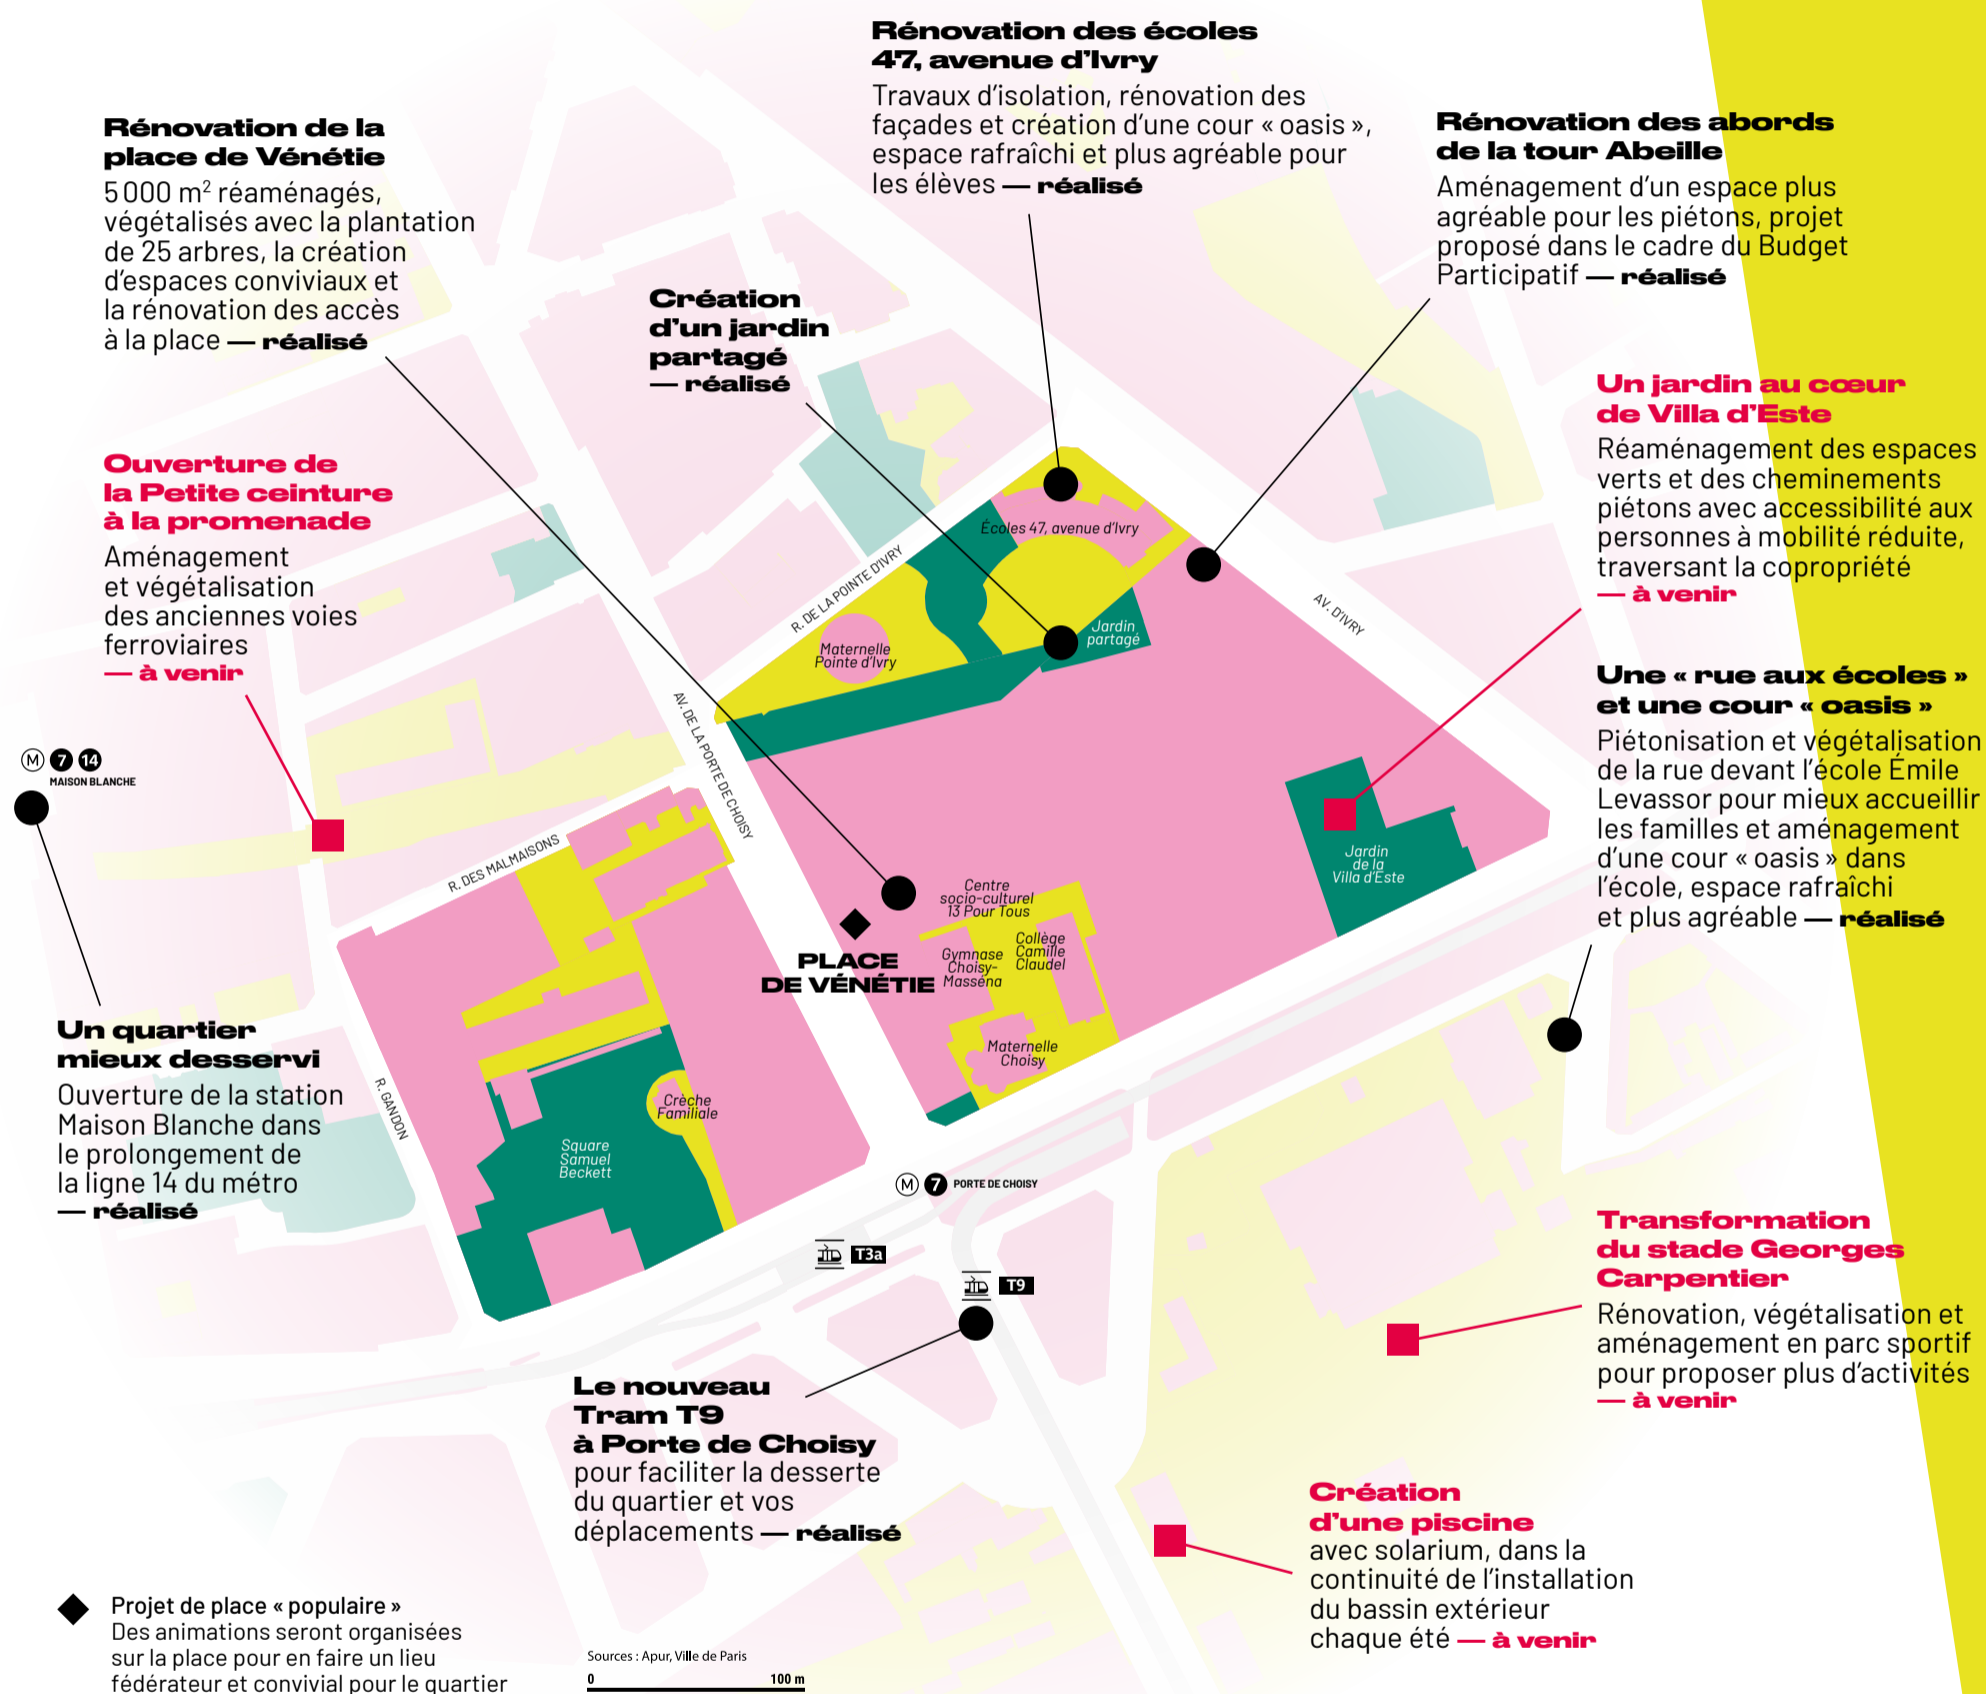 Rénovation des écoles
47, avenue d'Ivry
Travaux d'isolation, rénovation des
façades et création d'une cour « oasis »,
espace rafraîchi et plus agréable pour
les élèves — réalisé
Rénovation de la
place de Vénétie
5 000 m² réaménagés,
végétalisés avec la plantation
de 25 arbres, la création
d'espaces conviviaux et
la rénovation des accès
à la place — réalisé
Rénovation des abords
de la tour Abeille
Aménagement d'un espace plus
agréable pour les piétons, projet
proposé dans le cadre du Budget
Participatif — réalisé
Création
d'un jardin
partagé
— réalisé
Un jardin au cœur
de Villa d'Este
Réaménagement des espaces
verts et des cheminements
piétons avec accessibilité aux
personnes à mobilité réduite,
traversant la copropriété
— à venir
Ouverture de
la Petite ceinture
à la promenade
Aménagement
et végétalisation
des anciennes voies
ferroviaires
— à venir
Écoles 47, avenue d'Ivry
R. DE LA POINTE D'IVRY
AV. D'IVRY
Jardin
partagé
Maternelle
Pointe d'Ivry
Une « rue aux écoles »
et une cour « oasis »
Piétonisation et végétalisation
de la rue devant l'école Émile
Levassor pour mieux accueillir
les familles et aménagement
d'une cour « oasis » dans
l'école, espace rafraîchi
et plus agréable — réalisé
AV. DE LA PORTE DE CHOISY
M 7 14
MAISON BLANCHE
R. DES MALMAISONS
Jardin
de la
Villa d'Este
Centre
socio-culturel
13 Pour Tous
Collège
Camille
Claudel
Gymnase
Choisy-
Masséna
PLACE
DE VÉNÉTIE
Maternelle
Choisy
Un quartier
mieux desservi
Ouverture de la station
Maison Blanche dans
le prolongement de
la ligne 14 du métro
— réalisé
R. GANDON
Crèche
Familiale
Square
Samuel
Beckett
M 7 PORTE DE CHOISY
T3a
T9
Transformation
du stade Georges
Carpentier
Rénovation, végétalisation et
aménagement en parc sportif
pour proposer plus d'activités
— à venir
Le nouveau
Tram T9
à Porte de Choisy
pour faciliter la desserte
du quartier et vos
déplacements — réalisé
Création
d'une piscine
avec solarium, dans la
continuité de l'installation
du bassin extérieur
chaque été — à venir
Projet de place « populaire »
Des animations seront organisées
sur la place pour en faire un lieu
fédérateur et convivial pour le quartier
Sources : Apur, Ville de Paris
0 100 m